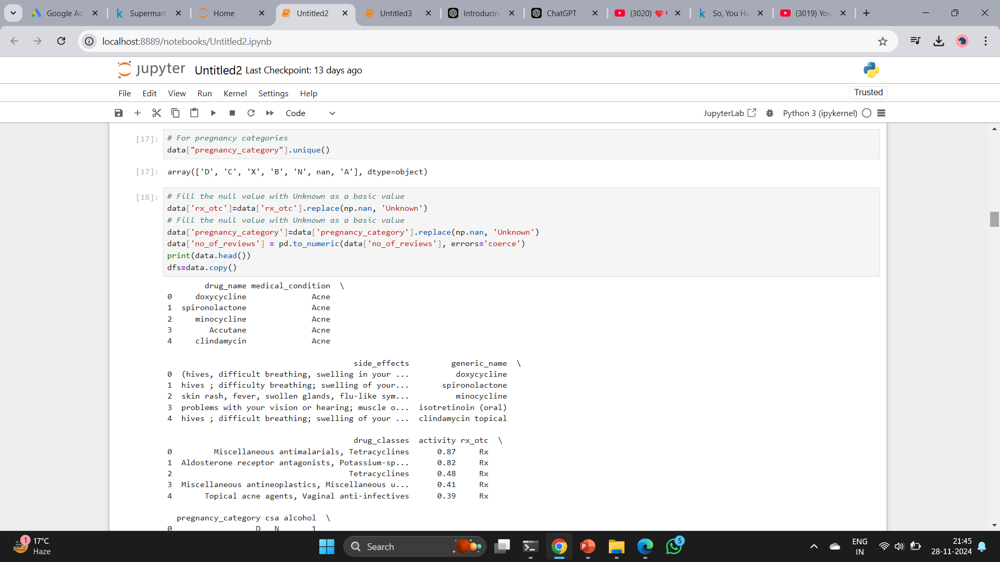 Google Ad
Supermart
Home
Untitled2
Untitled3
Introducin
ChatGPT
(3020) ❤️
So, You Ha
(3019) You
localhost:8889/notebooks/Untitled2.ipynb
jupyter Untitled2 Last Checkpoint: 13 days ago
File Edit View Run Kernel Settings Help
Trusted
Code
JupyterLab
Python 3 (ipykernel)
[17]: # For pregnancy categories
data["pregnancy_category"].unique()
[17]: array(['D', 'C', 'X', 'B', 'N', nan, 'A'], dtype=object)
[18]: # Fill the null value with Unknown as a basic value
data['rx_otc']=data['rx_otc'].replace(np.nan, 'Unknown')
# Fill the null value with Unknown as a basic value
data['pregnancy_category']=data['pregnancy_category'].replace(np.nan, 'Unknown')
data['no_of_reviews'] = pd.to_numeric(data['no_of_reviews'], errors='coerce')
print(data.head())
dfs=data.copy()
drug_name medical_condition \
0 doxycycline Acne
1 spironolactone Acne
2 minocycline Acne
3 Accutane Acne
4 clindamycin Acne
side_effects generic_name \
0 (hives, difficult breathing, swelling in your ... doxycycline
1 hives ; difficulty breathing; swelling of your... spironolactone
2 skin rash, fever, swollen glands, flu-like sym... minocycline
3 problems with your vision or hearing; muscle o... isotretinoin (oral)
4 hives ; difficult breathing; swelling of your ... clindamycin topical
drug_classes activity rx_otc \
0 Miscellaneous antimalarials, Tetracyclines 0.87 Rx
1 Aldosterone receptor antagonists, Potassium-sp... 0.82 Rx
2 Tetracyclines 0.48 Rx
3 Miscellaneous antineoplastics, Miscellaneous u... 0.41 Rx
4 Topical acne agents, Vaginal anti-infectives 0.39 Rx
pregnancy_category csa alcohol \
0 D N 1
1
17°C
Haze
Search
5
ENG
IN
21:45
28-11-2024